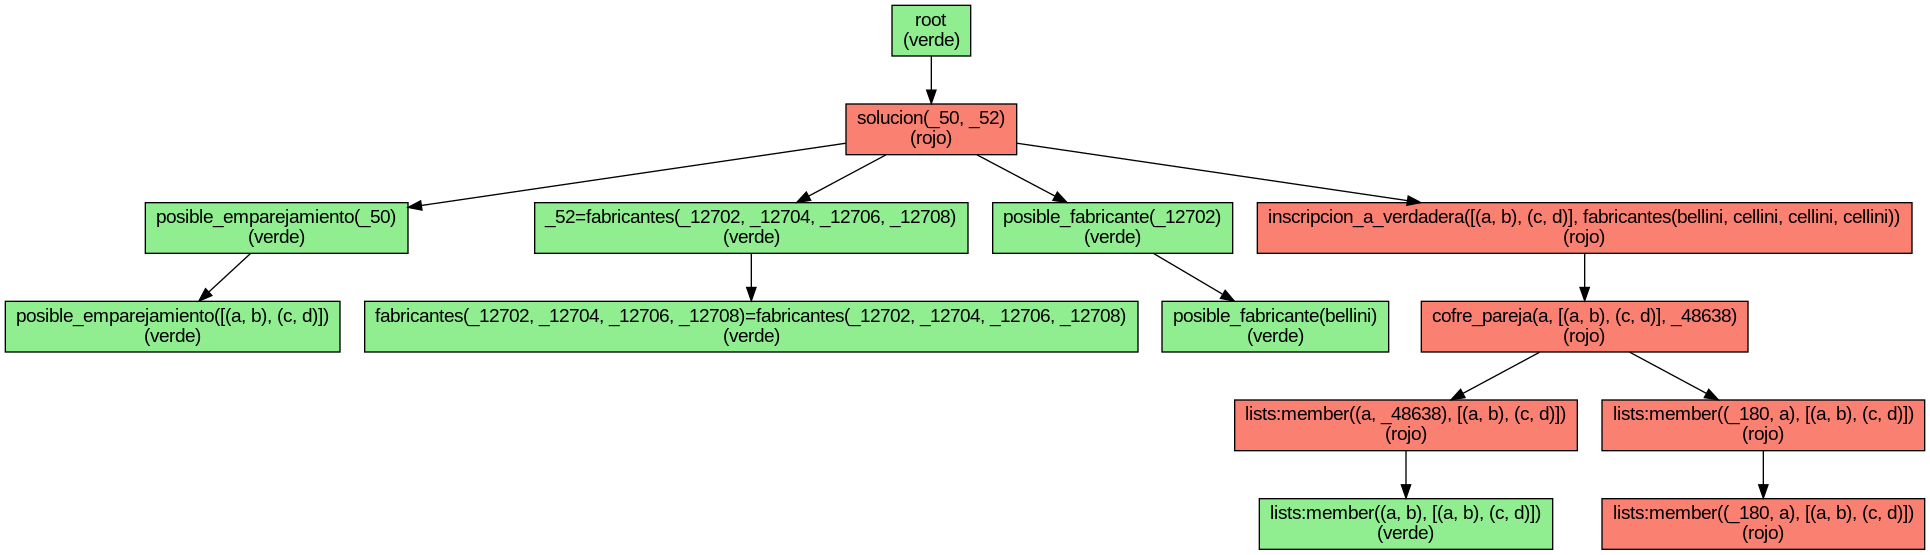 root
(verde)
solucion(_50, _52)
(rojo)
posible_emparejamiento(_50)
(verde)
_52=fabricantes(_12702, _12704, _12706, _12708)
(verde)
posible_fabricante(_12702)
(verde)
inscripcion_a_verdadera([(a, b), (c, d)], fabricantes(bellini, cellini, cellini, cellini))
(rojo)
posible_emparejamiento([(a, b), (c, d)])
(verde)
fabricantes(_12702, _12704, _12706, _12708)=fabricantes(_12702, _12704, _12706, _12708)
(verde)
posible_fabricante(bellini)
(verde)
cofre_pareja(a, [(a, b), (c, d)], _48638)
(rojo)
lists:member((a, _48638), [(a, b), (c, d)])
(rojo)
lists:member((_180, a), [(a, b), (c, d)])
(rojo)
lists:member((a, b), [(a, b), (c, d)])
(verde)
lists:member((_180, a), [(a, b), (c, d)])
(rojo)